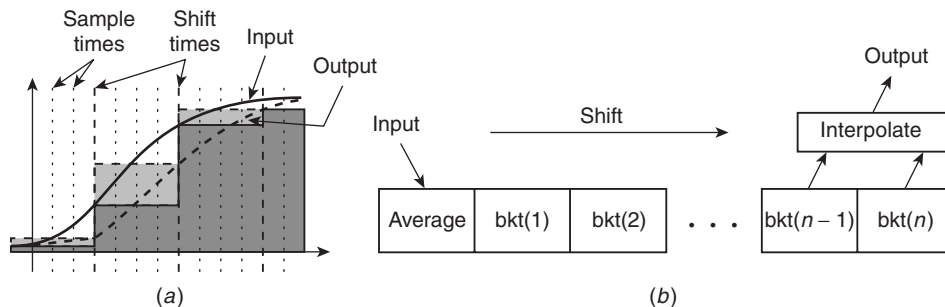 Sample
times
Shift
times
Input
Output
(a)
Input
Shift
Output
Interpolate
Average
bkt(1)
bkt(2)
. . .
bkt(n – 1)
bkt(n)
(b)